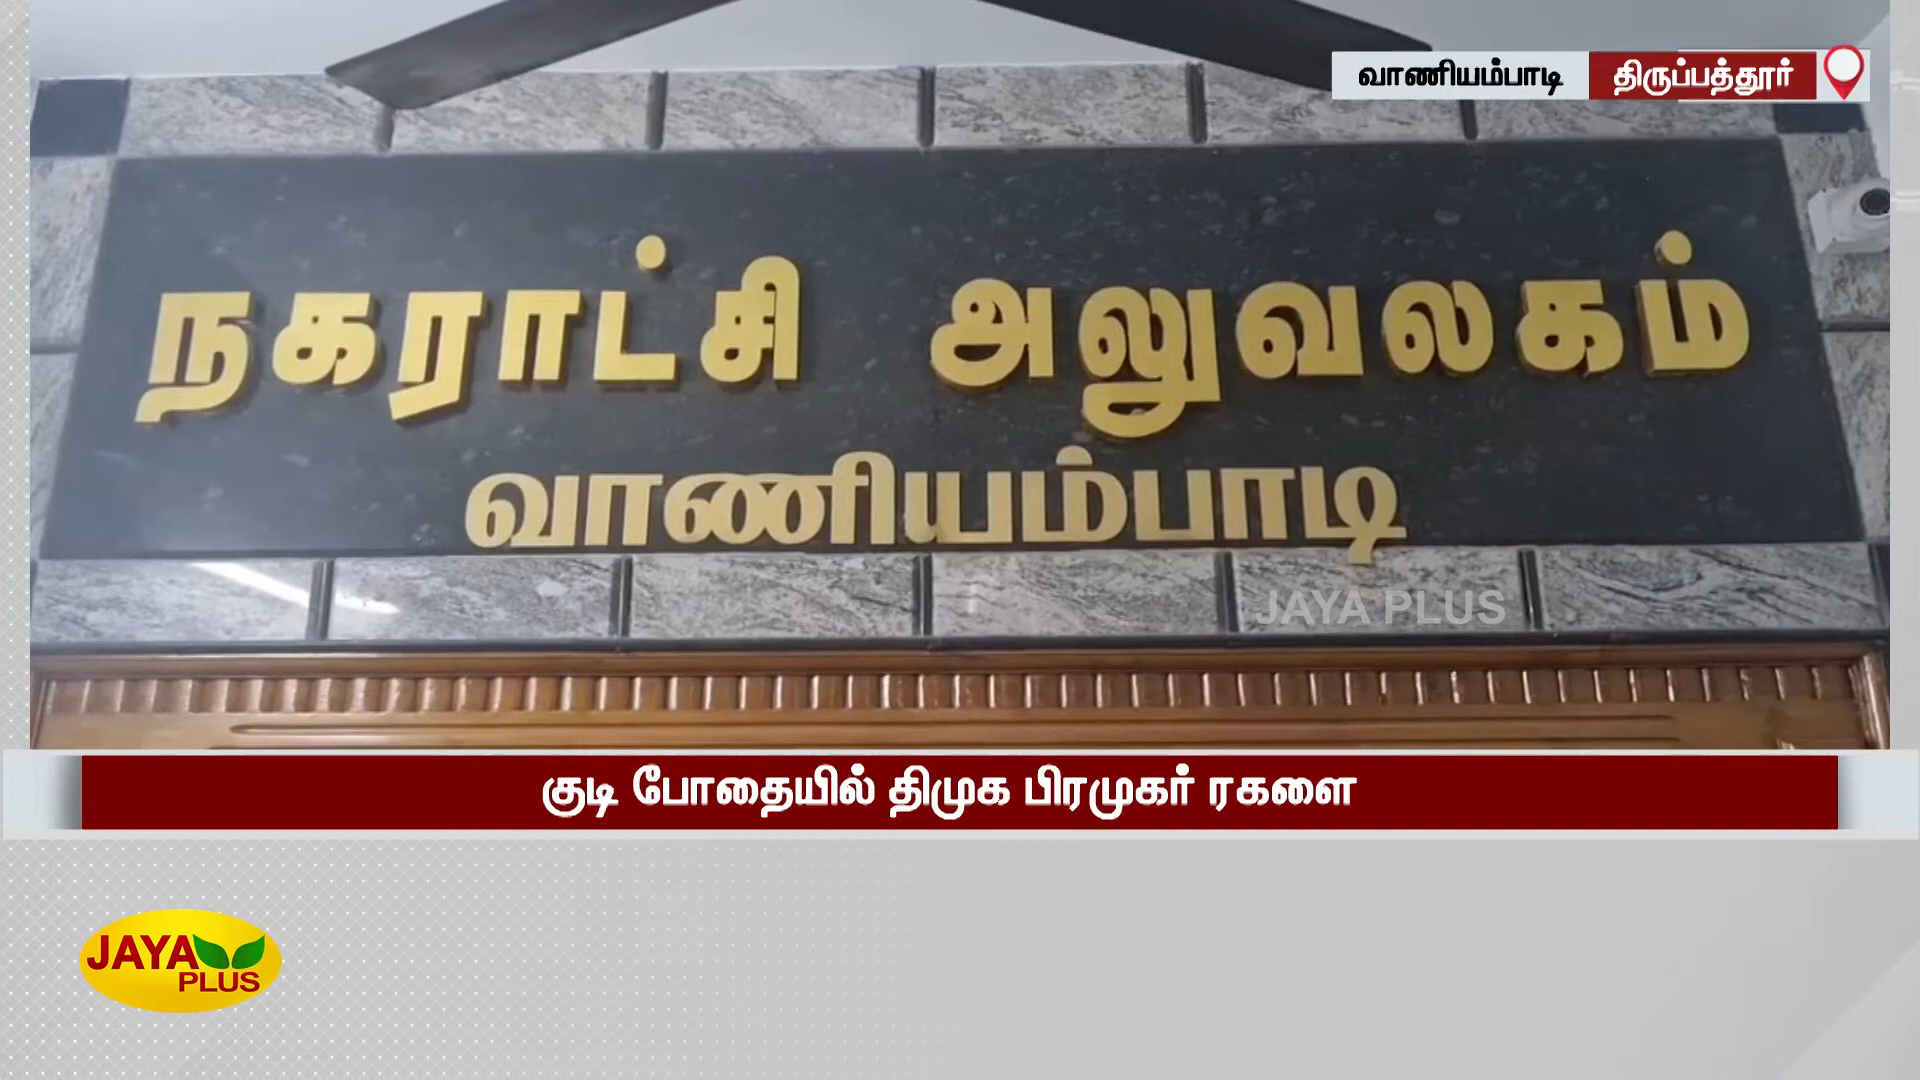 வாணியம்பாடி திருப்பத்தூர்
நகராட்சி அலுவலகம்
வாணியம்பாடி
JAYA PLUS
குடி போதையில் திமுக பிரமுகர் ரகளை
JAYA
PLUS